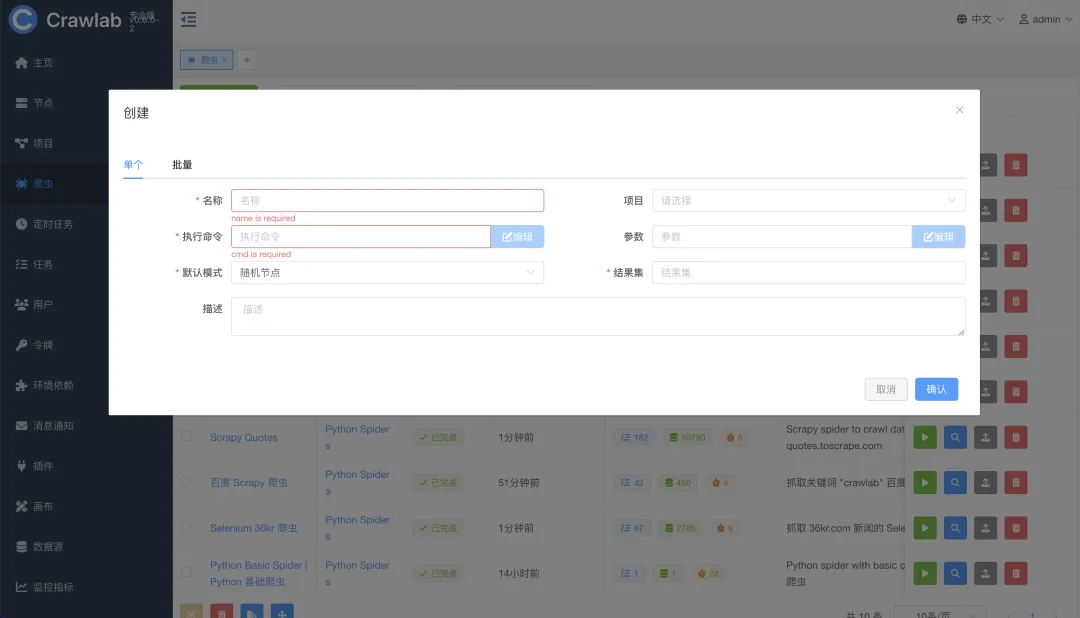 Crawlab
专业版
v0.6.0-
2
中文
admin
主页
节点
项目
爬虫
定时任务
任务
用户
令牌
环境依赖
消息通知
插件
画布
数据源
监控指标
爬虫
创建
单个
批量
* 名称
名称
name is required
项目
请选择
* 执行命令
执行命令
编辑
cmd is required
参数
参数
编辑
* 默认模式
随机节点
* 结果集
结果集
描述
描述
取消
确认
Scrapy Quotes
Python Spider
s
已完成
1分钟前
182
15790
Scrapy spider to crawl dat
quotes.toscrape.com
百度 Scrapy 爬虫
Python Spider
s
已完成
51分钟前
42
480
4
抓取关键词 "crawlab" 百度
Selenium 36kr 爬虫
Python Spider
s
已完成
1分钟前
87
2785
9
抓取 36kr.com 新闻的 Sele
Python Basic Spider |
Python 基础爬虫
Python Spider
s
已完成
14小时前
1
1
28
Python spider with basic c
爬虫
共 10 条
10条/页
1